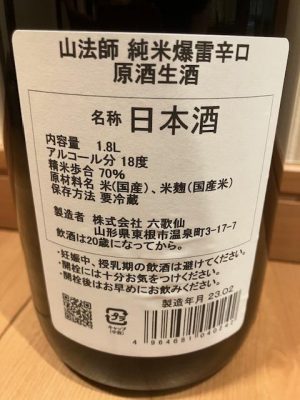 山法師 純米爆雷辛口
原酒生酒
名称 日本酒
内容量 1.8L
アルコール分 18度
精米歩合 70%
原材料名 米(国産)、米麹(国産米)
保存方法 要冷蔵
製造者 株式会社 六歌仙
山形県東根市温泉町3-17-7
飲酒は20歳になってから。
・妊娠中、授乳期の飲酒は避けてください。
・開栓には十分お気をつけください。
・開栓後はお早めにお飲みください。
製造年月 23.02